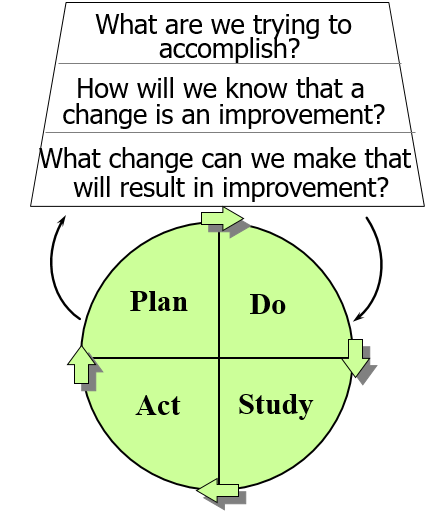 What are we trying to
accomplish?
How will we know that a
change is an improvement?
What change can we make that
will result in improvement?
Plan
Do
Act
Study